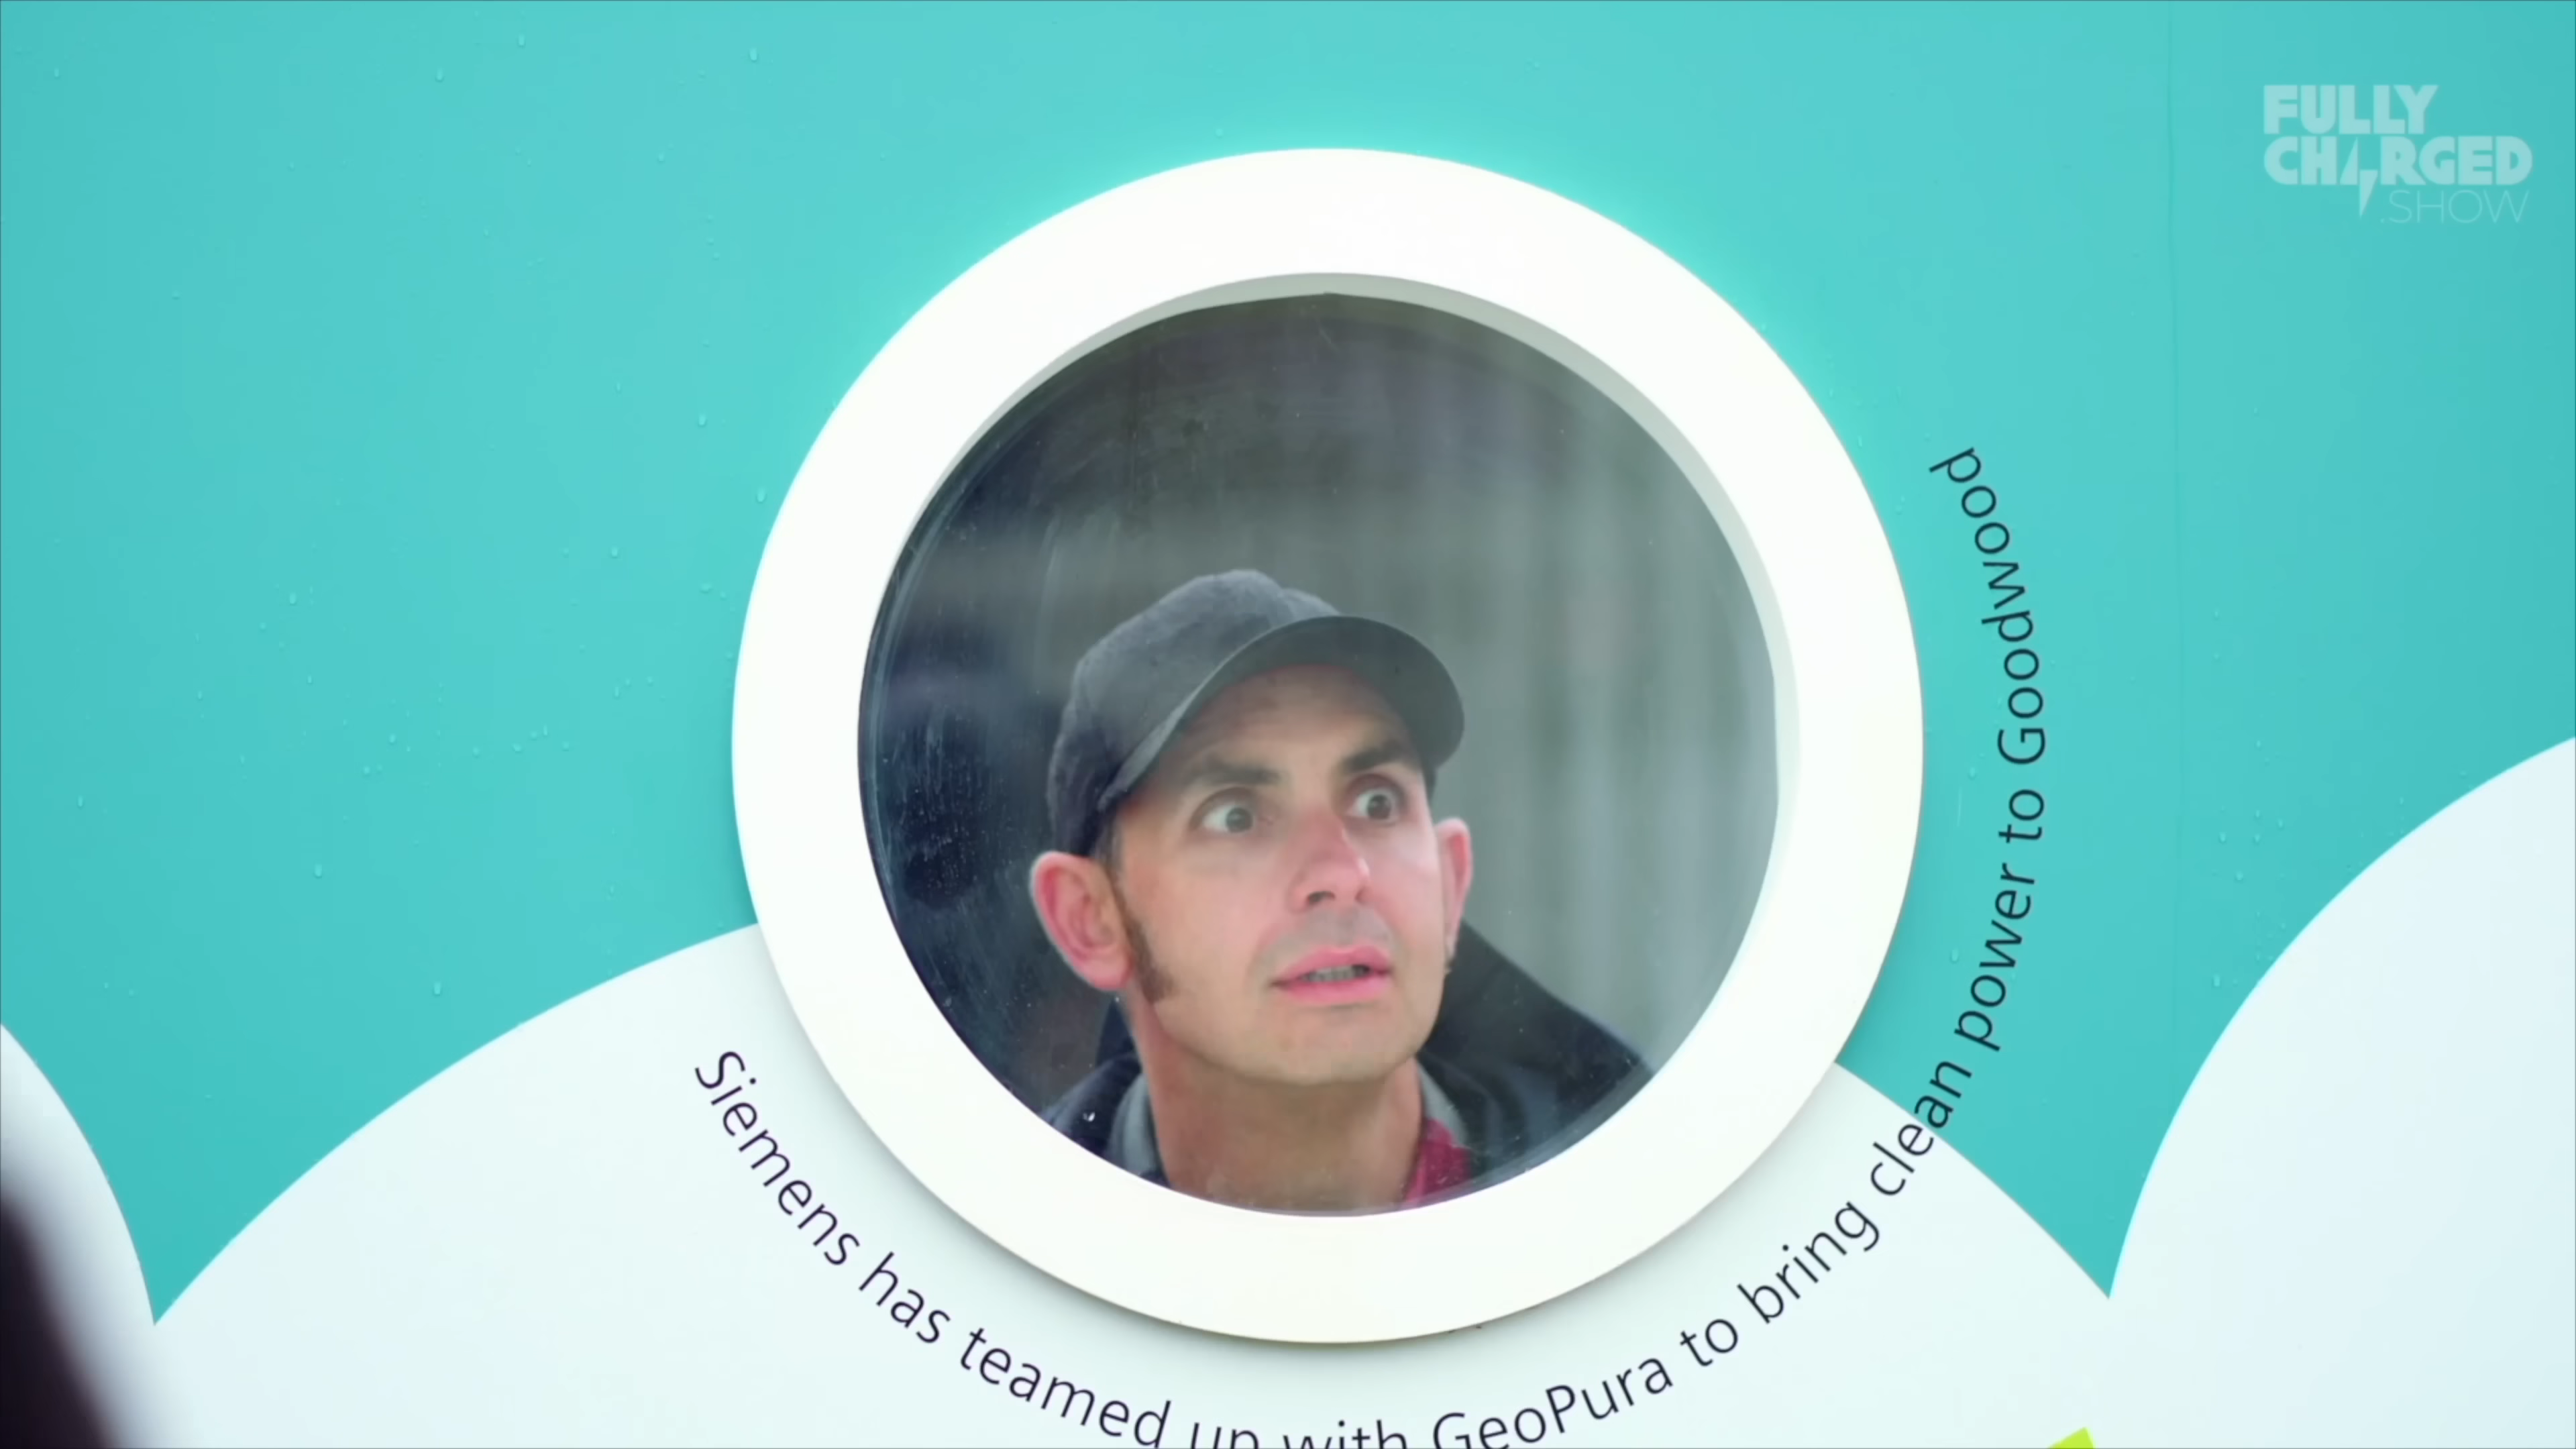 FULLY
CHARGED
.SHOW
Siemens has teamed up with GeoPura to bring clean power to Goodwood